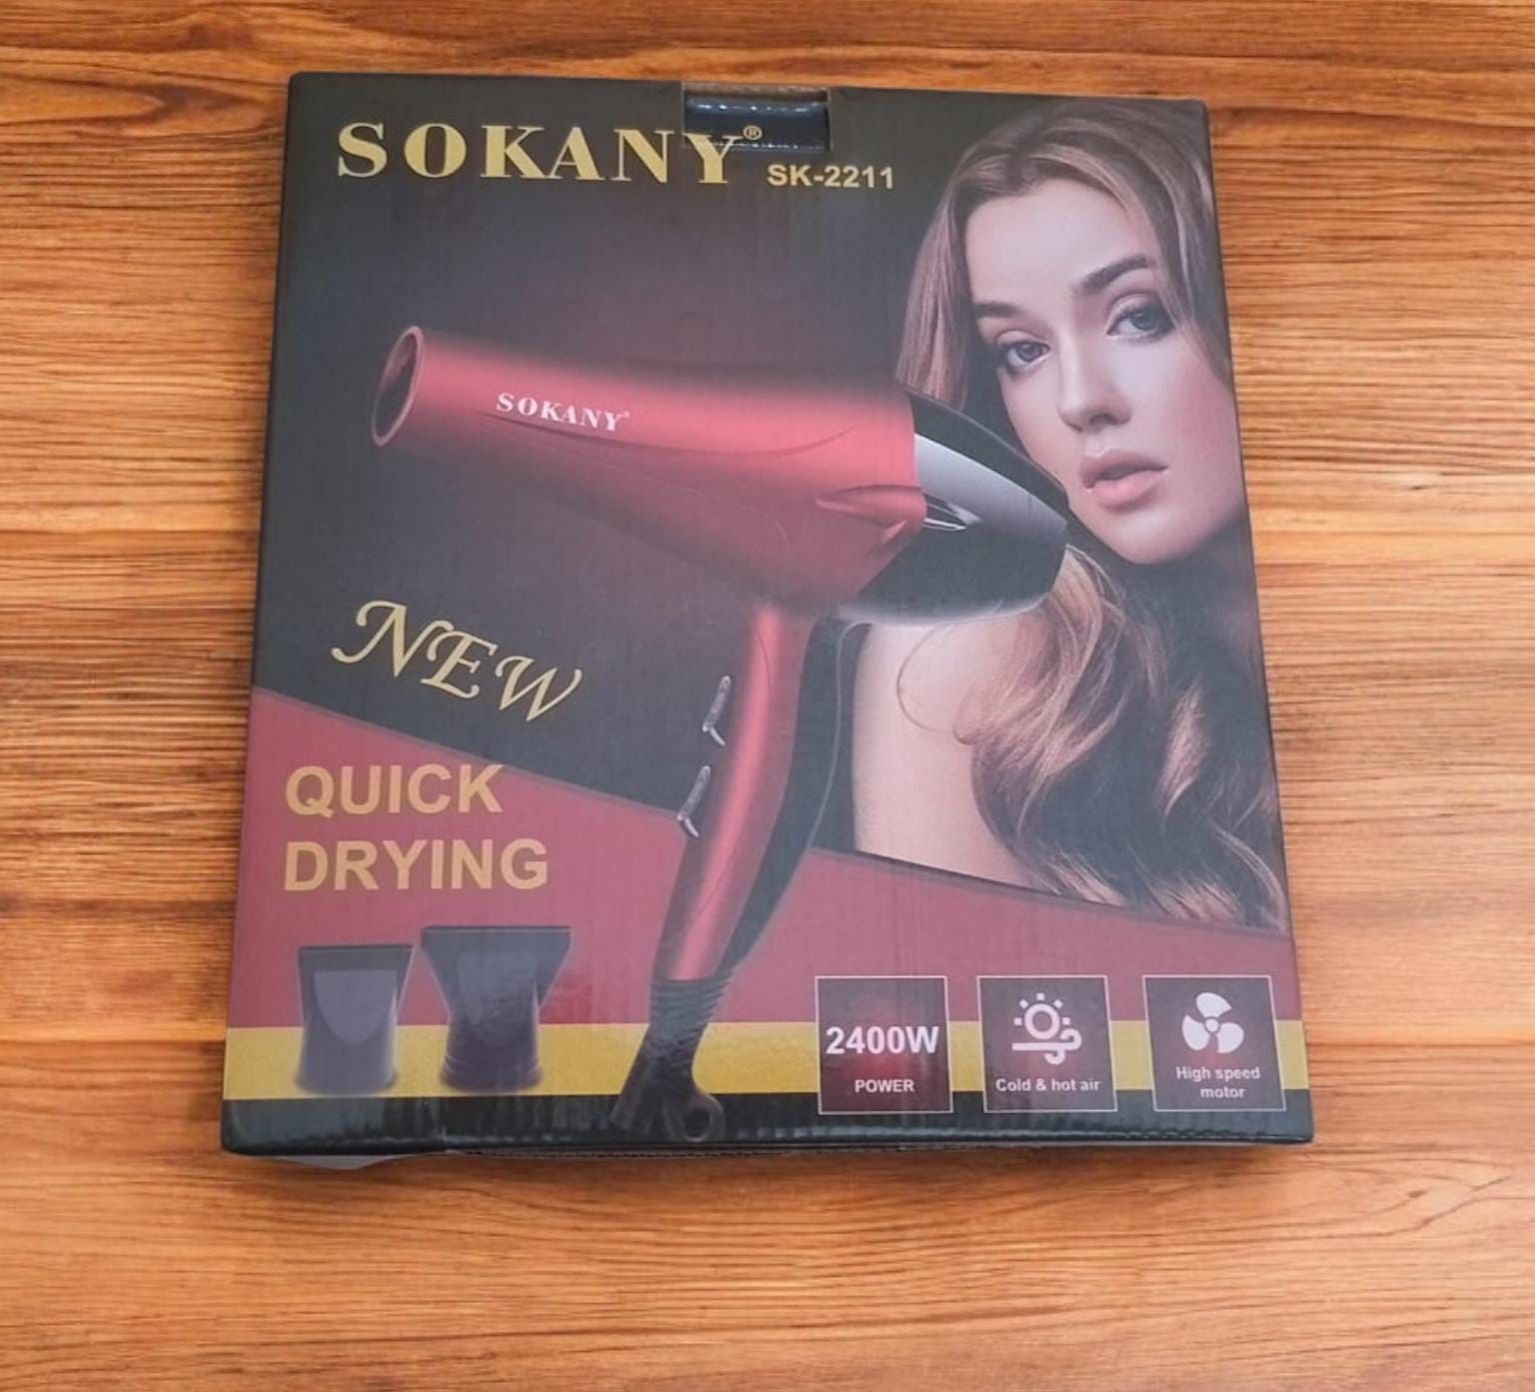 SOKANY®
SK-2211
SOKANY®
NEW
QUICK
DRYING
2400W
POWER
Cold & hot air
High speed
motor